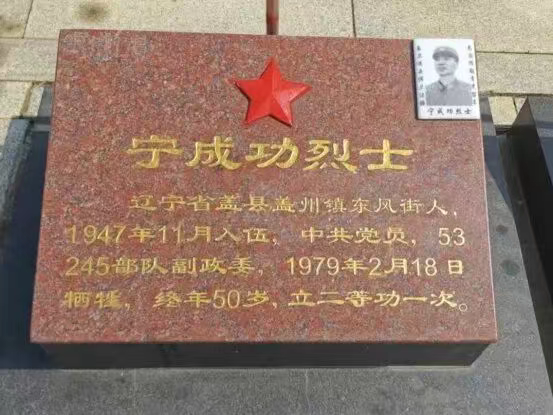 宁成功烈士
辽宁省盖县盖州镇东风街人，
1947年11月入伍，中共党员，53
245部队副政委，1979年2月18日
牺牲，终年50岁，立二等功一次。
宁成功烈士